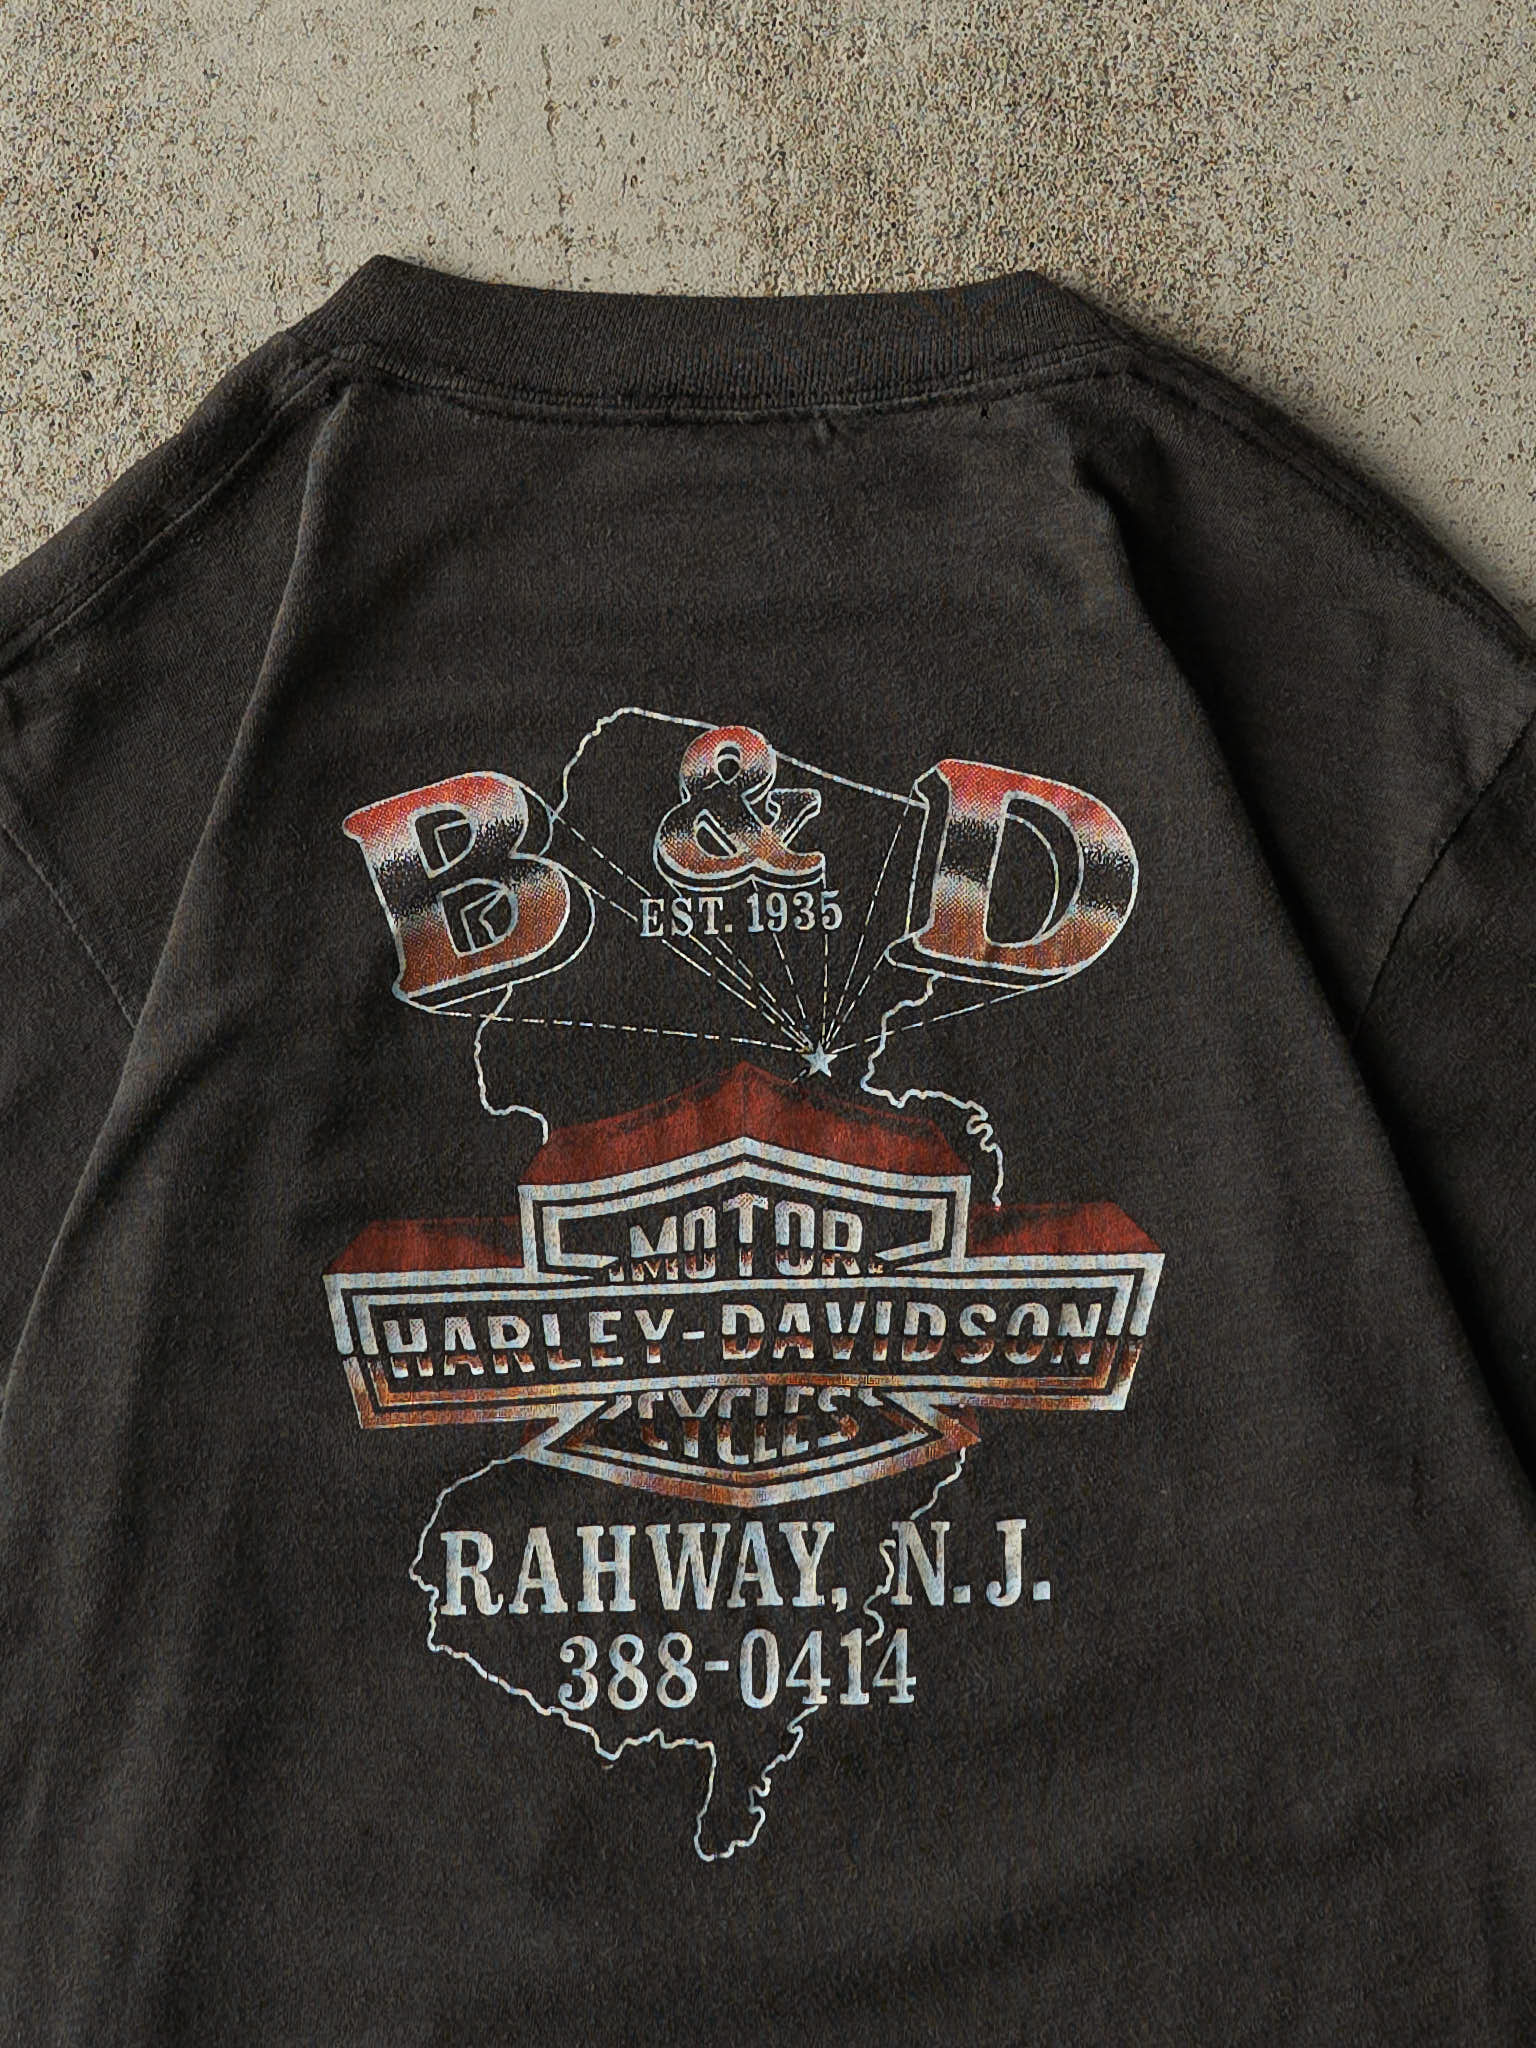 B & D
EST. 1935
MOTOR
HARLEY-DAVIDSON
CYCLES
RAHWAY, N.J.
388-0414